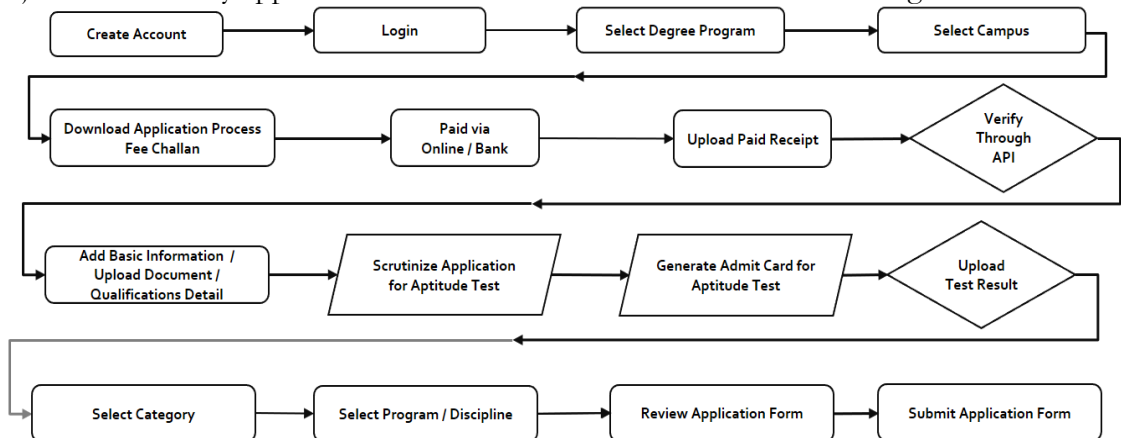 Create Account
Login
Select Degree Program
Select Campus
Download Application Process
Fee Challan
Paid via
Online / Bank
Upload Paid Receipt
Verify
Through
API
Add Basic Information /
Upload Document /
Qualifications Detail
Scrutinize Application
for Aptitude Test
Generate Admit Card for
Aptitude Test
Upload
Test Result
Select Category
Select Program / Discipline
Review Application Form
Submit Application Form